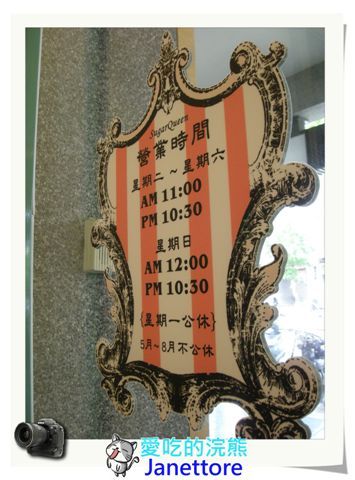 SugarQueen
營業時間
星期二~星期六
AM 11:00
PM 10:30
星期日
AM 12:00
PM 10:30
{星期一公休}
5月~8月不公休
愛吃的浣熊
Janettore